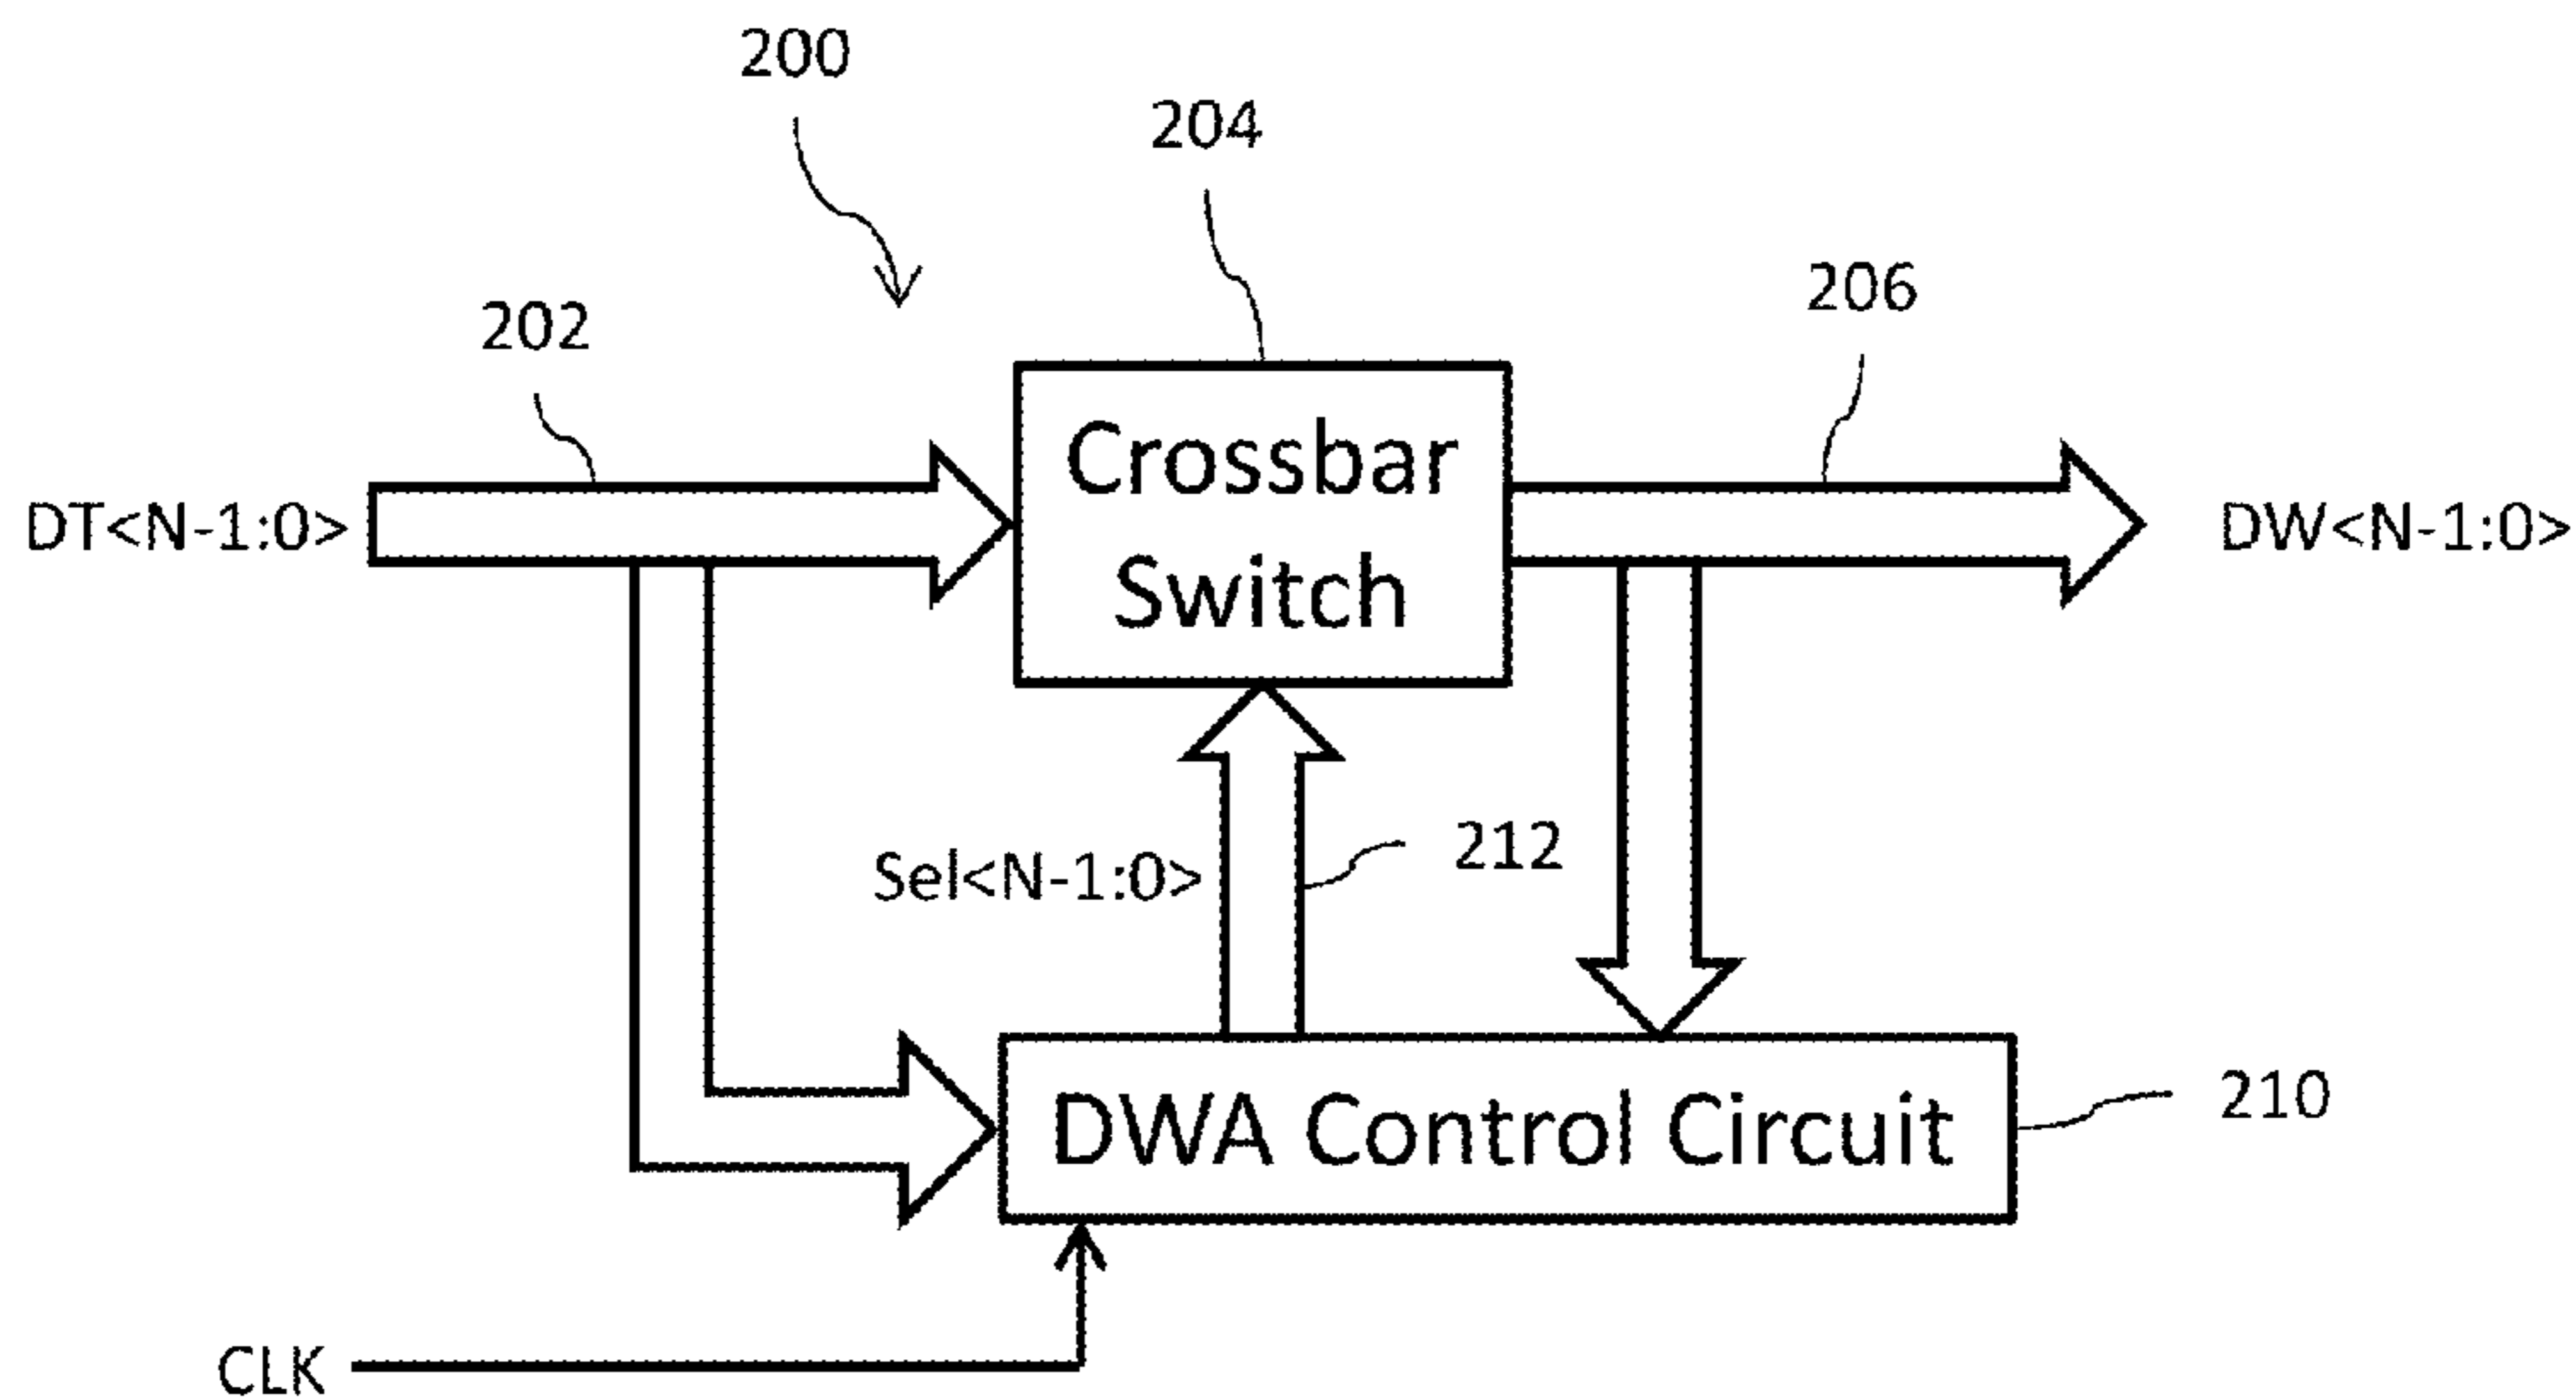 200
204
206
202
DT<N-1:0>
Crossbar
Switch
DW<N-1:0>
Sel<N-1:0>
212
DWA Control Circuit
210
CLK